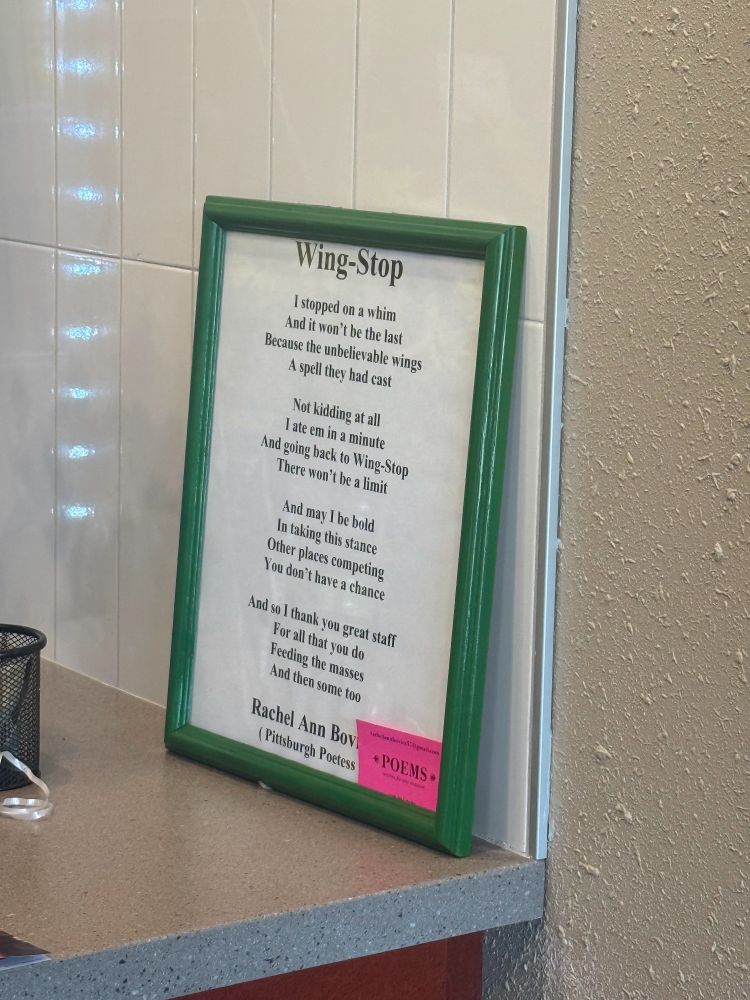 Wing-Stop
I stopped on a whim
And it won't be the last
Because the unbelievable wings
A spell they had cast
Not kidding at all
I ate em in a minute
And going back to Wing-Stop
There won't be a limit
And may I be bold
In taking this stance
Other places competing
You don't have a chance
And so I thank you great staff
For all that you do
Feeding the masses
And then some too
Rachel Ann Bov
( Pittsburgh Poetess
POEMS